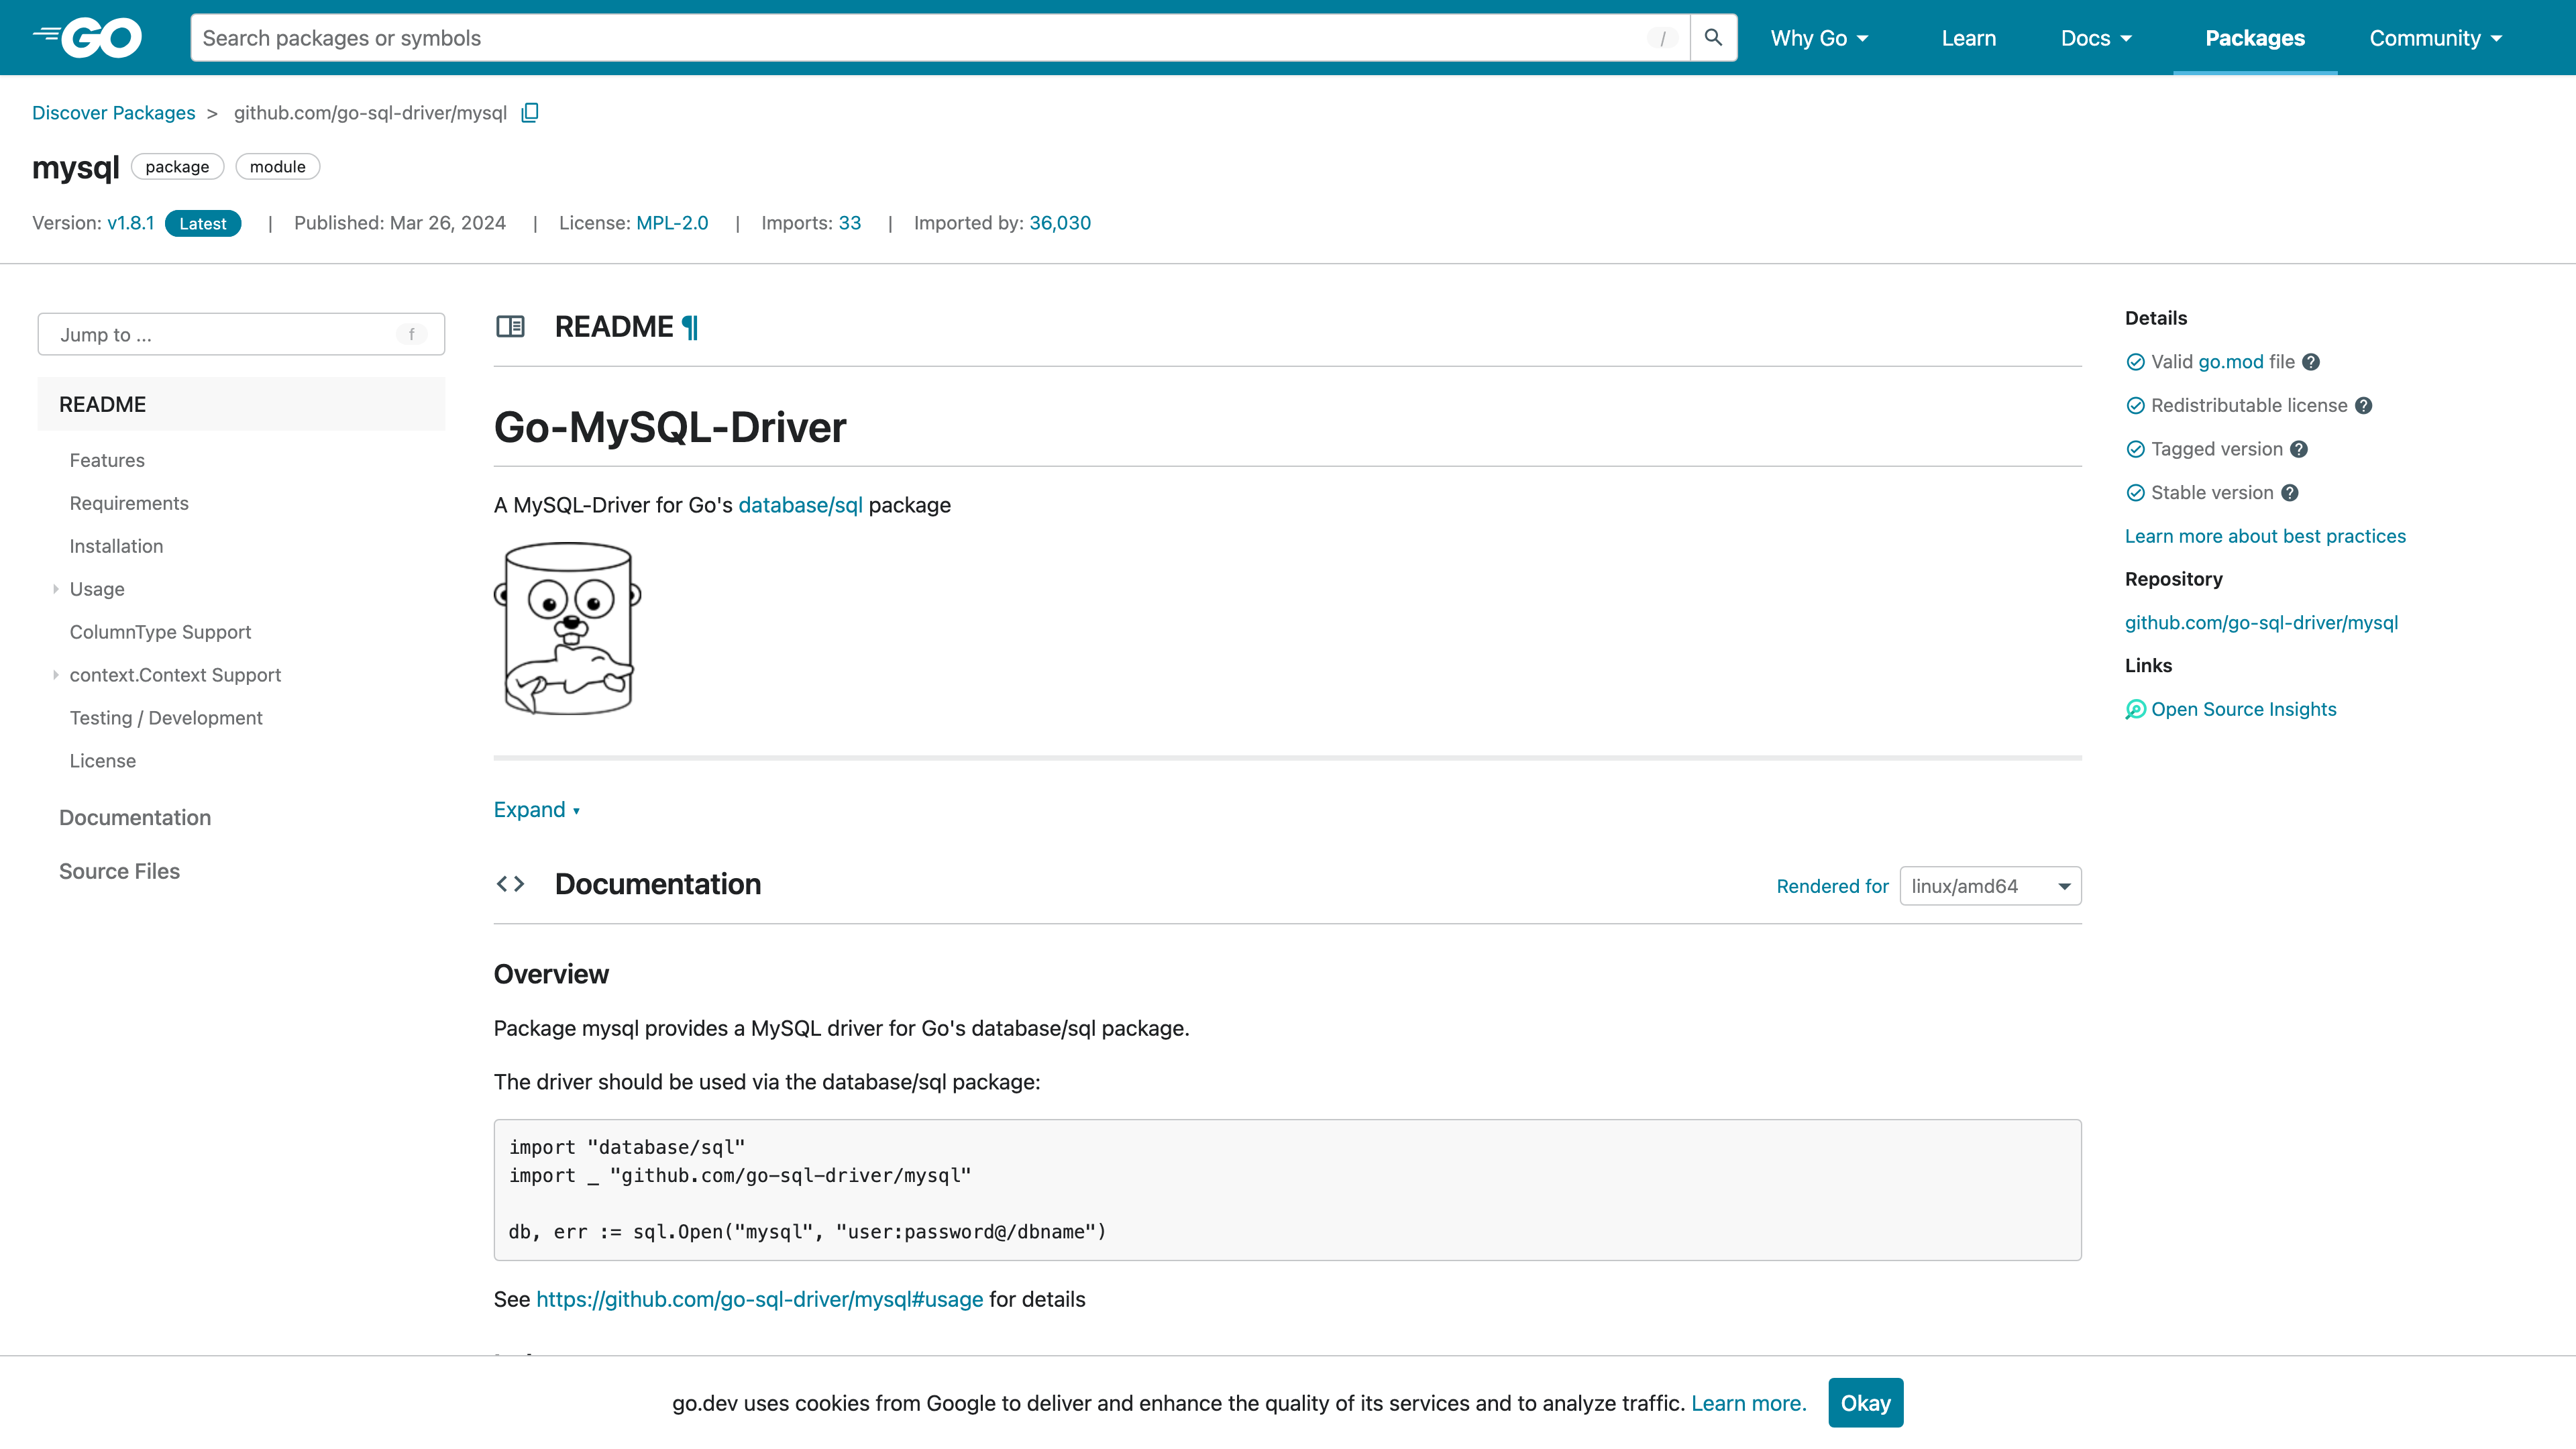 GO
Search packages or symbols /
Why Go
Learn
Docs
Packages
Community
Discover Packages > github.com/go-sql-driver/mysql
mysql package module
Version: v1.8.1 Latest | Published: Mar 26, 2024 | License: MPL-2.0 | Imports: 33 | Imported by: 36,030
Jump to ... f
README
Features
Requirements
Installation
Usage
ColumnType Support
context.Context Support
Testing / Development
License
Documentation
Source Files
README ¶
Go-MySQL-Driver
A MySQL-Driver for Go's database/sql package
Expand ▾
Documentation
Rendered for linux/amd64
Overview
Package mysql provides a MySQL driver for Go's database/sql package.
The driver should be used via the database/sql package:
import "database/sql"
import _ "github.com/go-sql-driver/mysql"
db, err := sql.Open("mysql", "user:password@/dbname")
See https://github.com/go-sql-driver/mysql#usage for details
Details
Valid go.mod file
Redistributable license
Tagged version
Stable version
Learn more about best practices
Repository
github.com/go-sql-driver/mysql
Links
Open Source Insights
go.dev uses cookies from Google to deliver and enhance the quality of its services and to analyze traffic. Learn more.
Okay